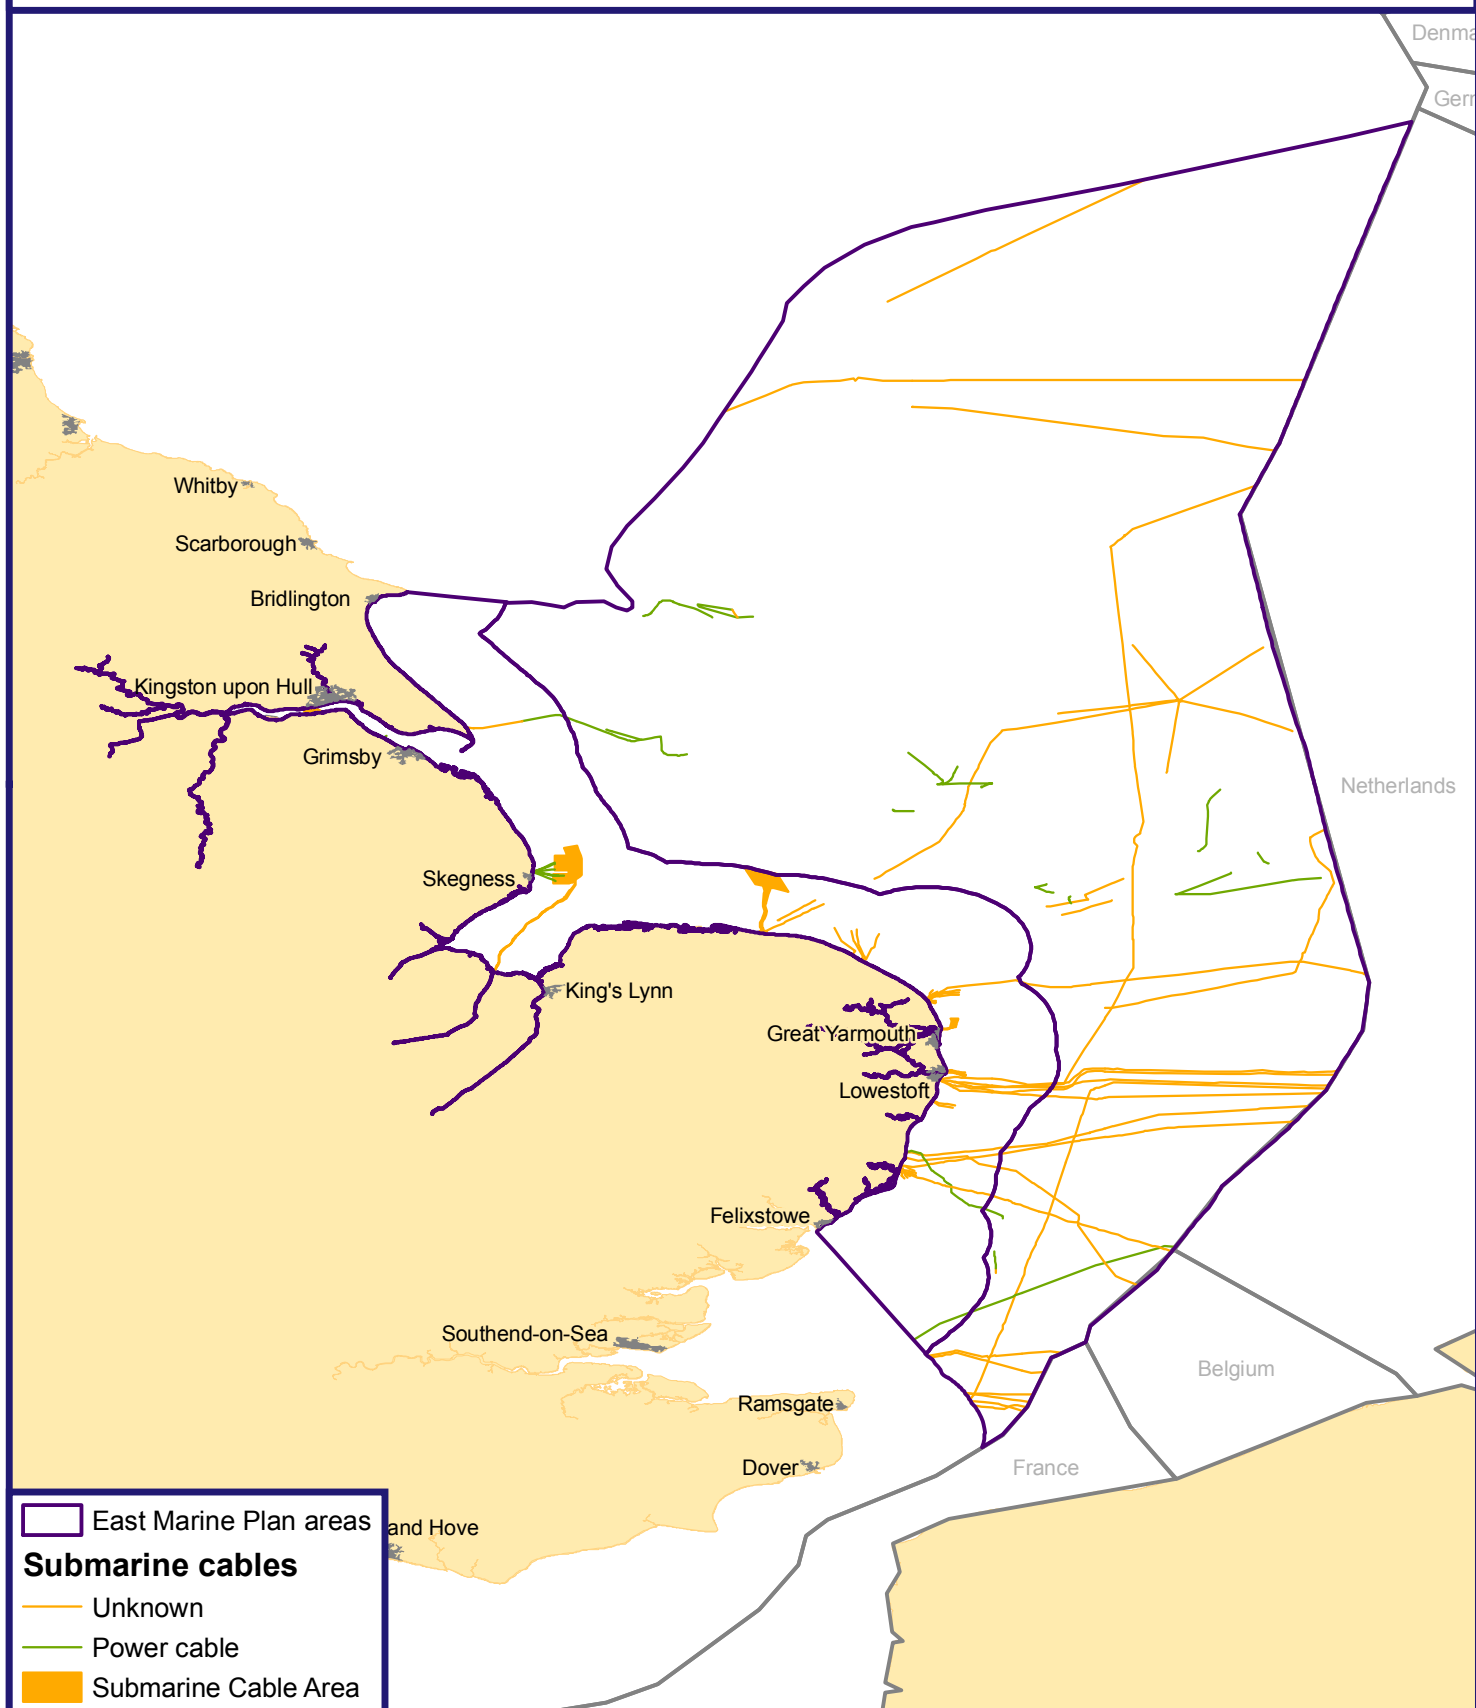 Denma
Gerr
Whitby
Scarborough
Bridlington
Kingston upon Hull
Grimsby
Netherlands
Skegness
King's Lynn
Great Yarmouth
Lowestoft
Felixstowe
Southend-on-Sea
Belgium
Ramsgate
Dover
France
East Marine Plan areas
and Hove
Submarine cables
Unknown
Power cable
Submarine Cable Area